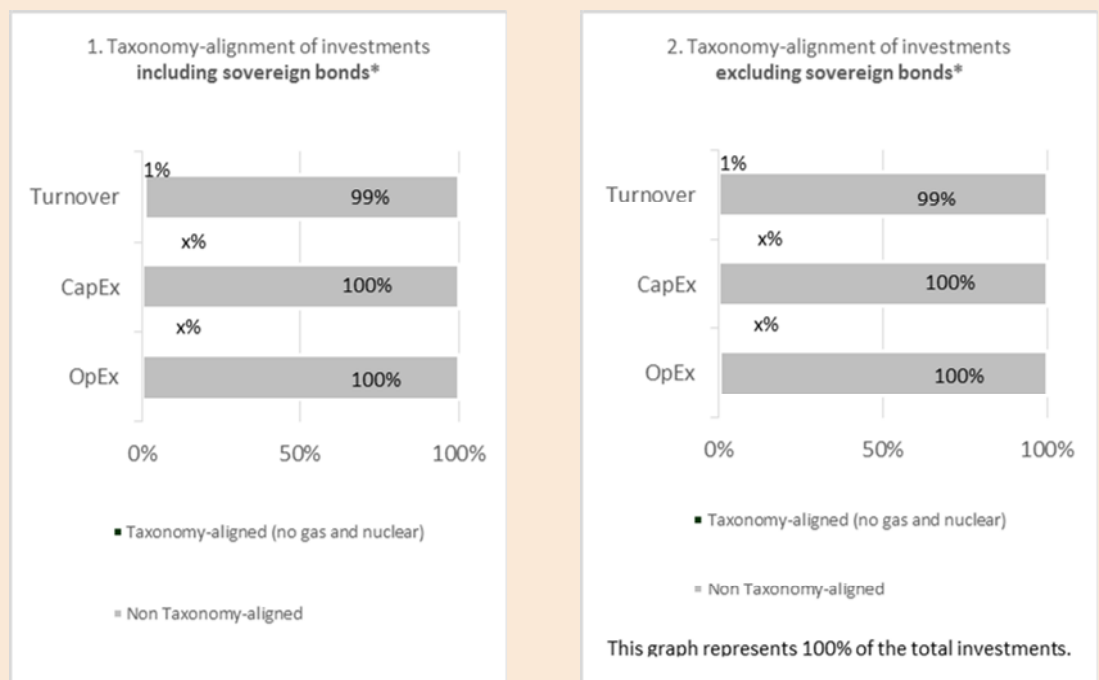 1. Taxonomy-alignment of investments
including sovereign bonds*
1%
Turnover
99%
x%
CapEx
100%
x%
OpEx
100%
0% 50% 100%
Taxonomy-aligned (no gas and nuclear)
Non Taxonomy-aligned
2. Taxonomy-alignment of investments
excluding sovereign bonds*
1%
Turnover
99%
x%
CapEx
100%
x%
OpEx
100%
0% 50% 100%
Taxonomy-aligned (no gas and nuclear)
Non Taxonomy-aligned
This graph represents 100% of the total investments.